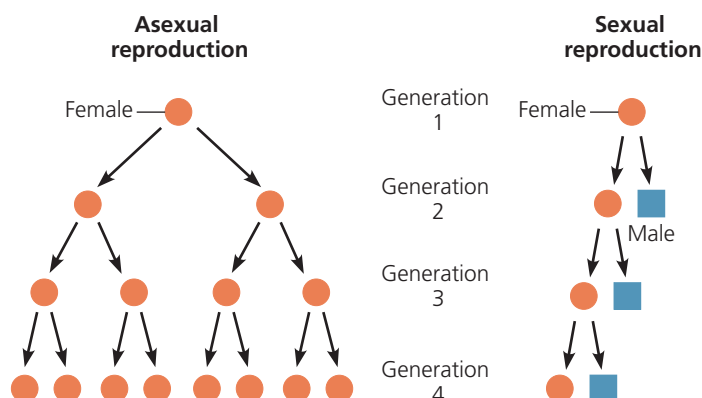 Asexual
reproduction
Sexual
reproduction
Female
Generation
1
Female
Generation
2
Male
Generation
3
Generation
4